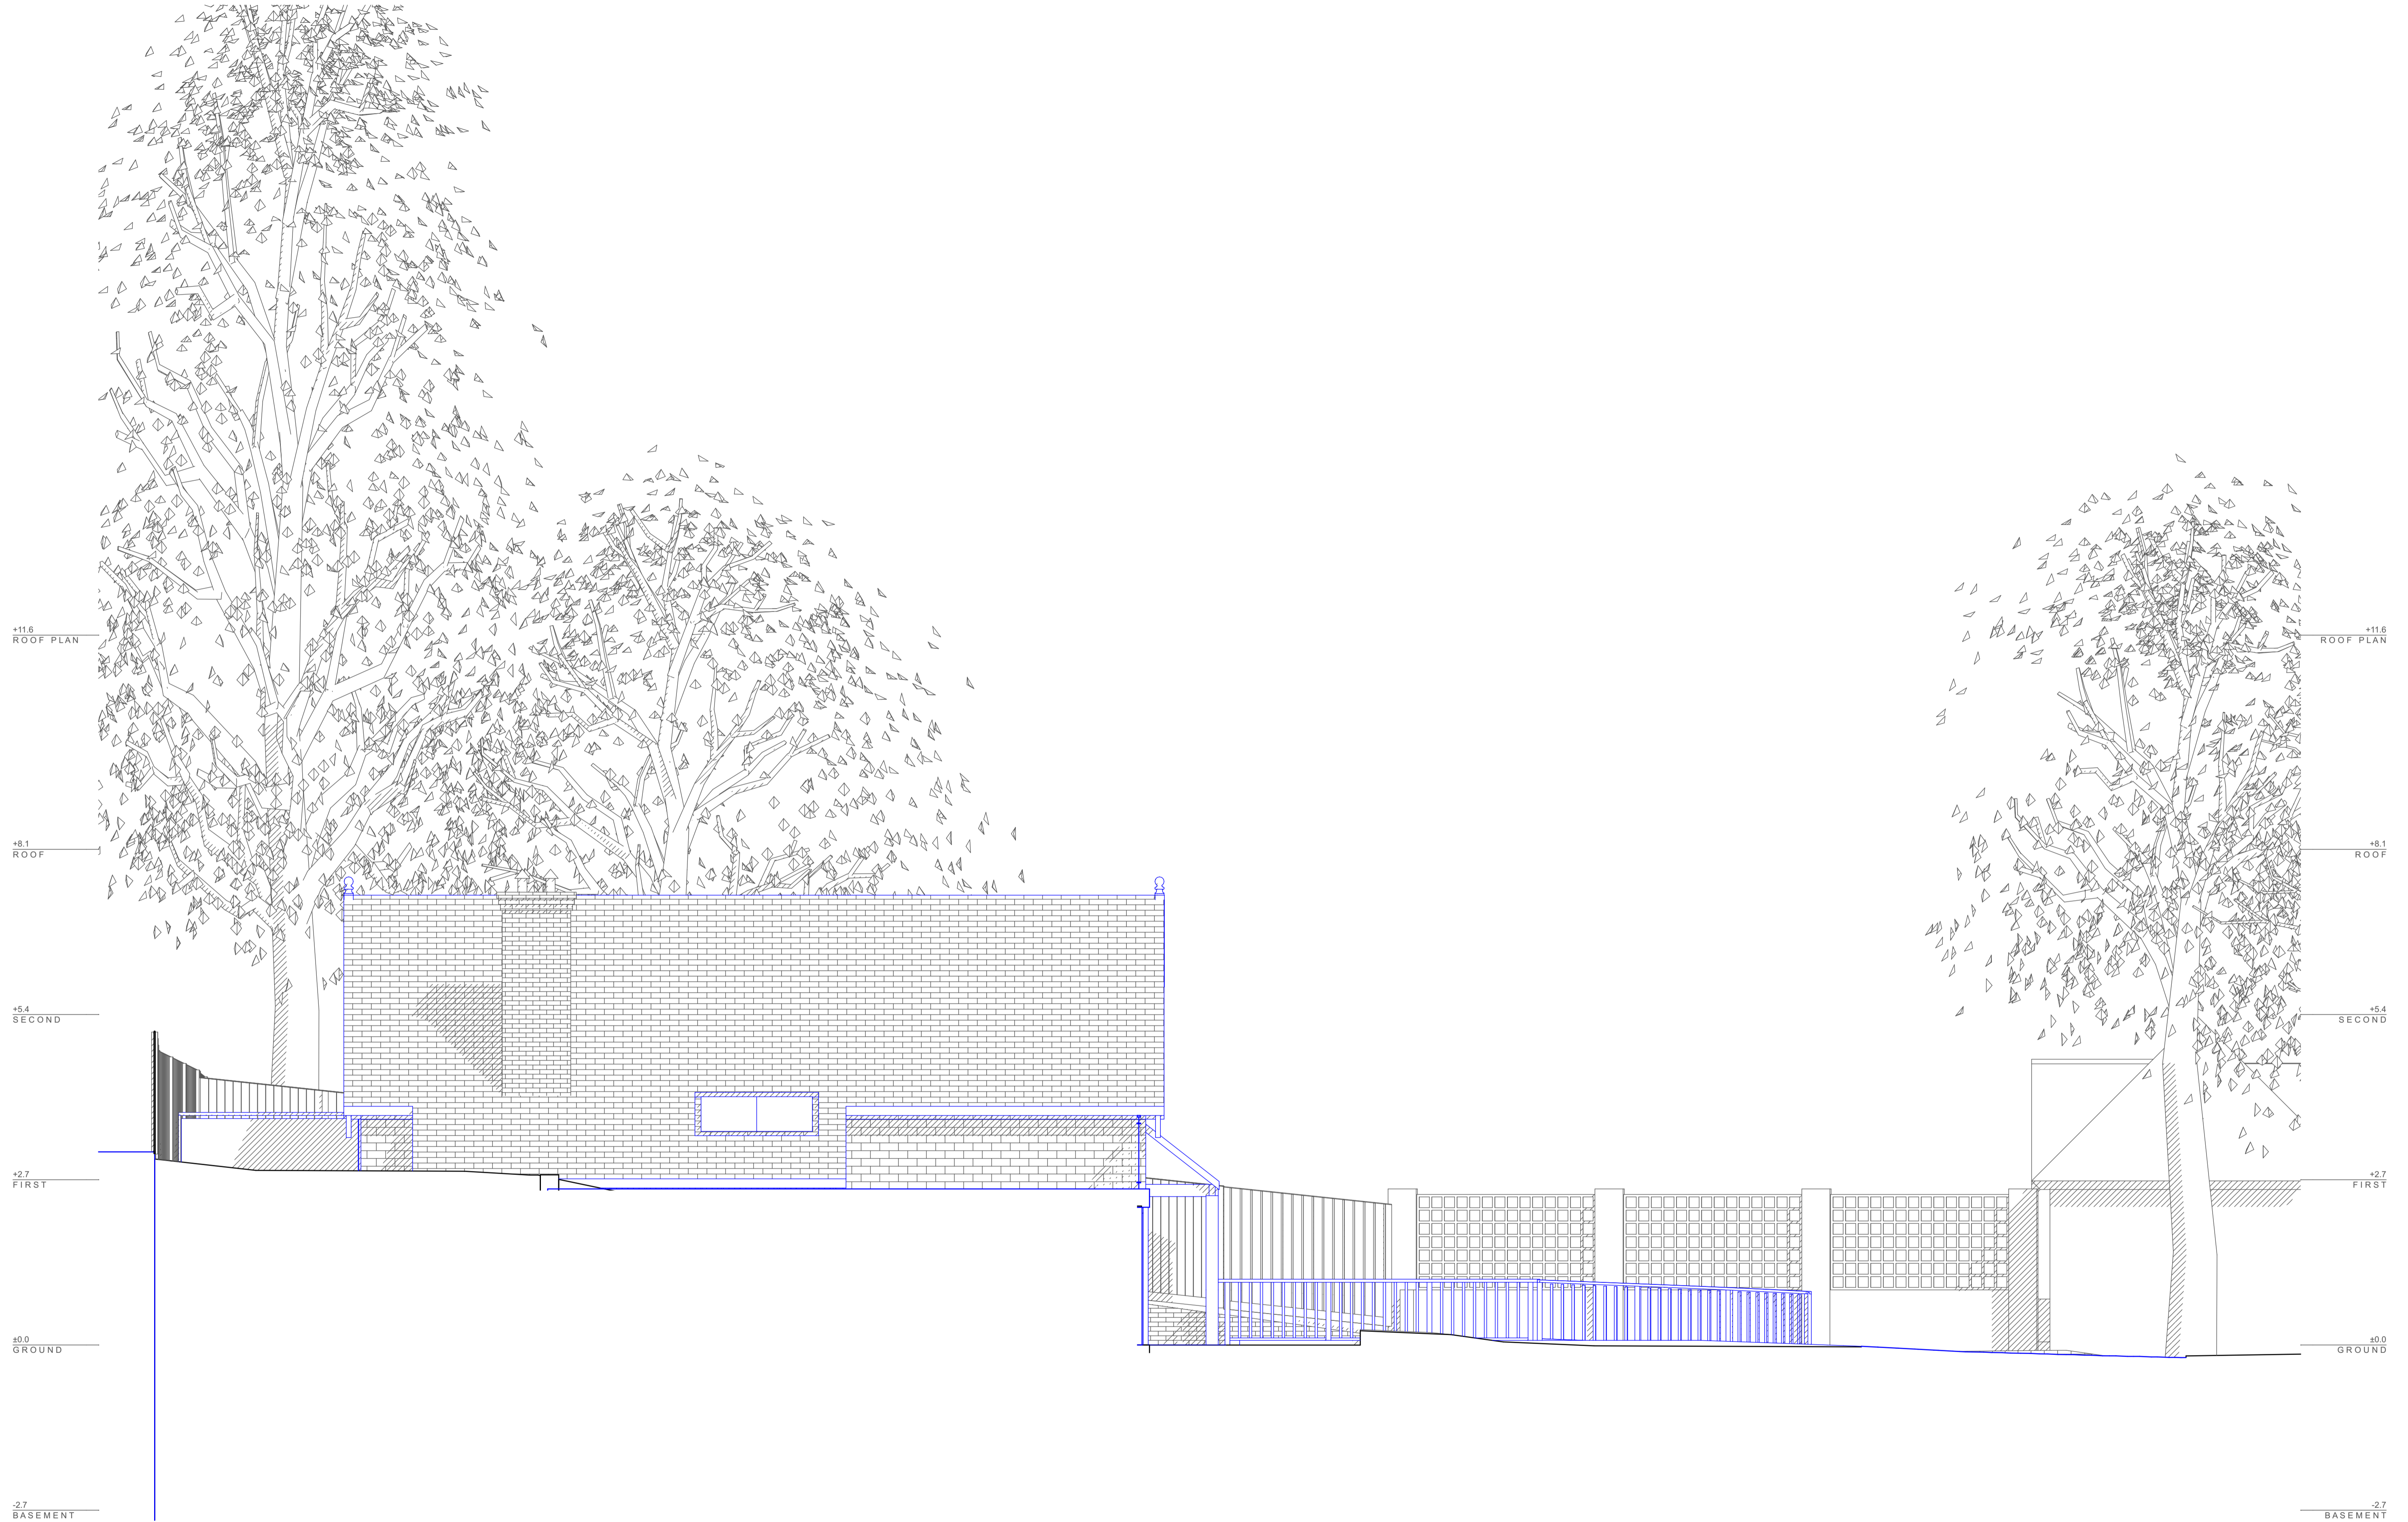 +11.6
ROOF PLAN
+11.6
ROOF PLAN
+8.1
ROOF
+8.1
ROOF
+5.4
SECOND
+5.4
SECOND
+2.7
FIRST
+2.7
FIRST
±0.0
GROUND
±0.0
GROUND
-2.7
BASEMENT
-2.7
BASEMENT